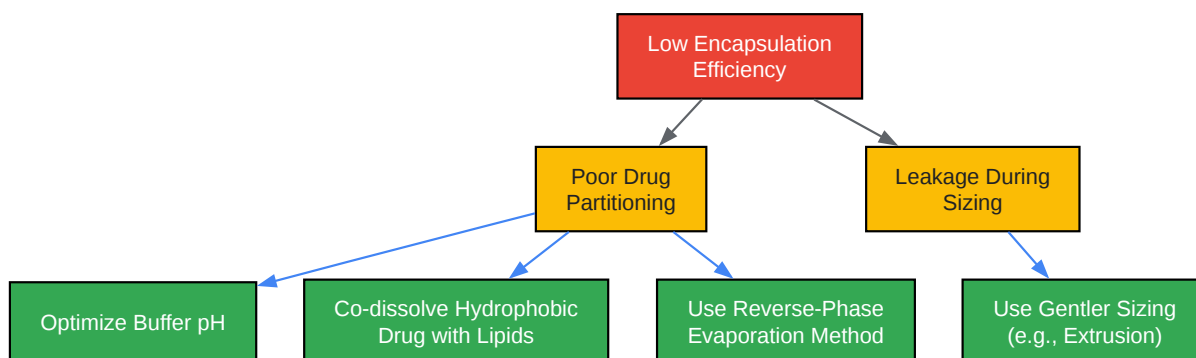 Low Encapsulation
Efficiency
Poor Drug
Partitioning
Leakage During
Sizing
Optimize Buffer pH
Co-dissolve Hydrophobic
Drug with Lipids
Use Reverse-Phase
Evaporation Method
Use Gentler Sizing
(e.g., Extrusion)